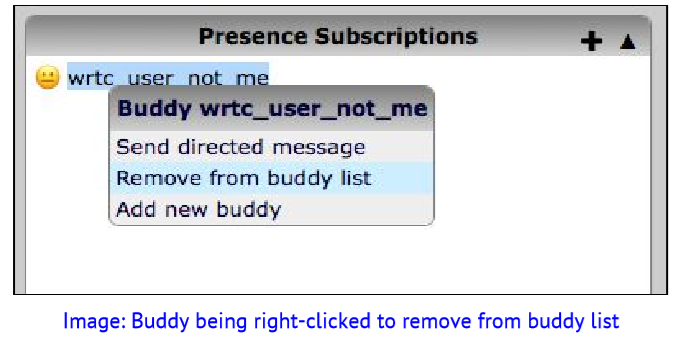 Presence Subscriptions
wrtc_user_not_me
Buddy wrtc_user_not_me
Send directed message
Remove from buddy list
Add new buddy
Image: Buddy being right-clicked to remove from buddy list